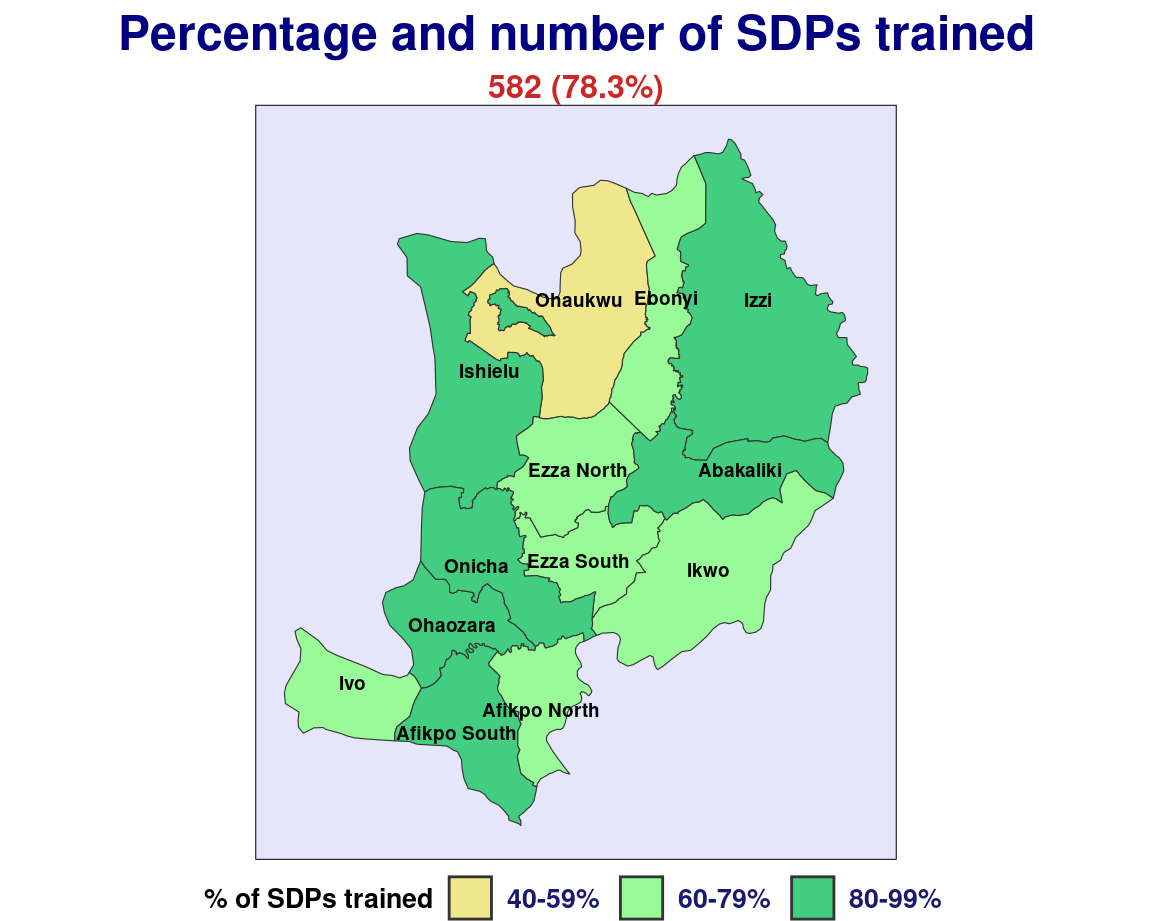 Percentage and number of SDPs trained
582 (78.3%)
Ohaukwu
Ebonyi
Izzi
Ishielu
Ezza North
Abakaliki
Onicha
Ezza South
Ikwo
Ohaozara
Ivo
Afikpo North
Afikpo South
% of SDPs trained 40-59% 60-79% 80-99%